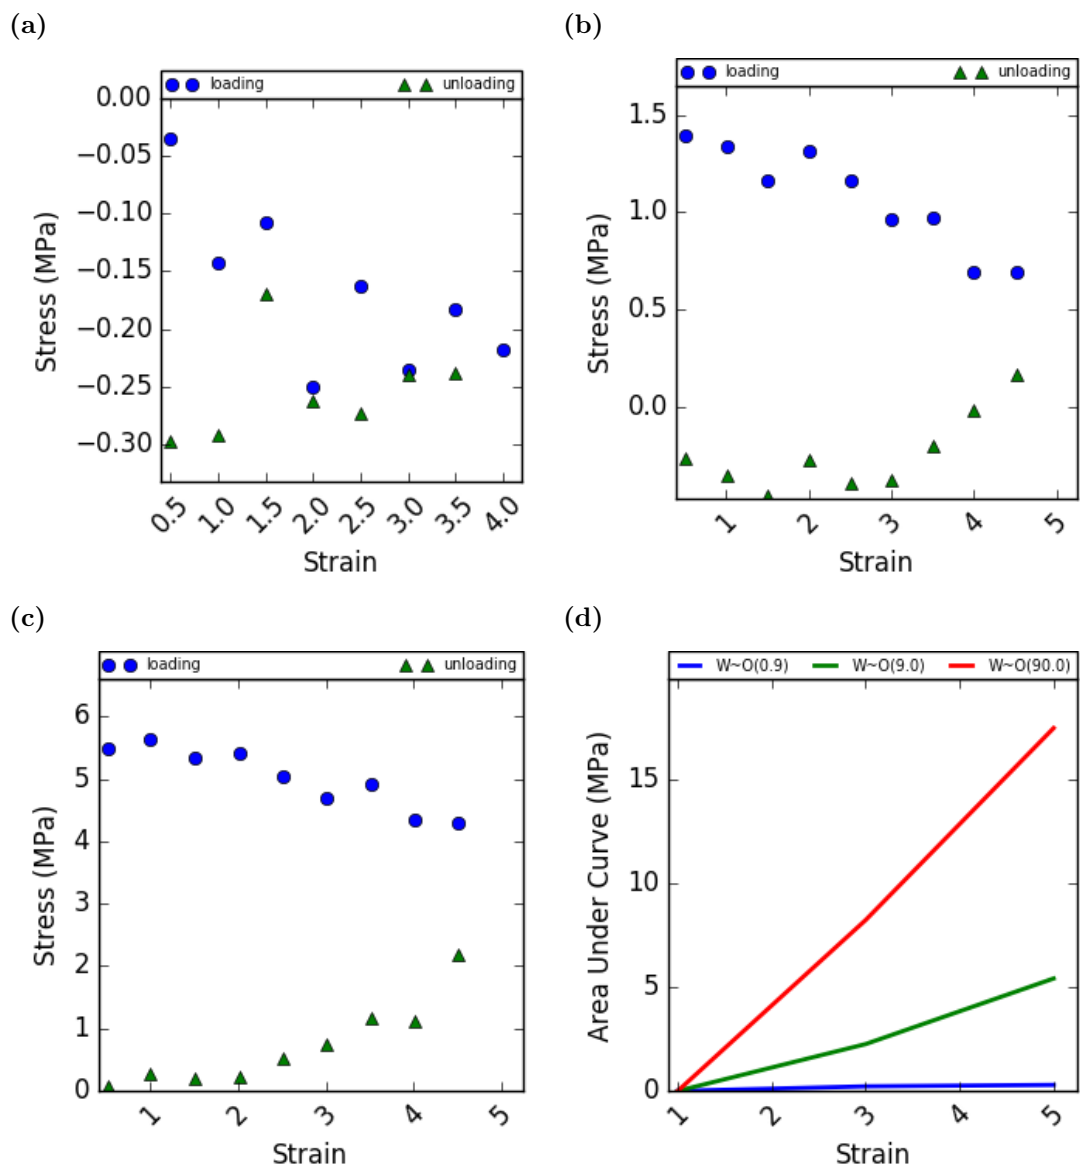 (a)
loading unloading
0.00
−0.05
−0.10
−0.15
−0.20
−0.25
−0.30
Stress (MPa)
0.5 1.0 1.5 2.0 2.5 3.0 3.5 4.0
Strain
(b)
loading unloading
1.5
1.0
0.5
0.0
Stress (MPa)
1 2 3 4 5
Strain
(c)
loading unloading
6
5
4
3
2
1
0
Stress (MPa)
1 2 3 4 5
Strain
(d)
W~O(0.9) W~O(9.0) W~O(90.0)
15
10
5
0
Area Under Curve (MPa)
1 2 3 4 5
Strain